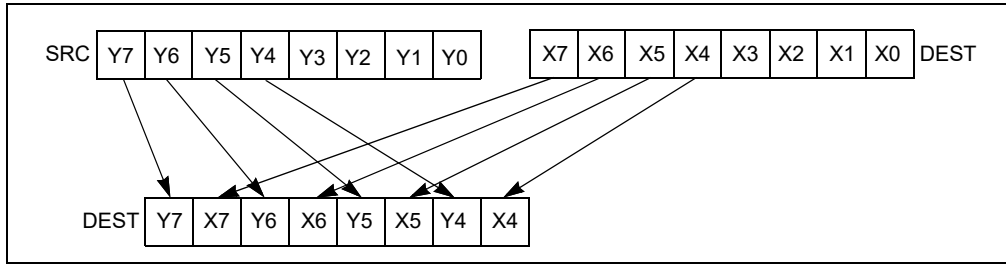 SRC Y7 Y6 Y5 Y4 Y3 Y2 Y1 Y0 X7 X6 X5 X4 X3 X2 X1 X0 DEST
DEST Y7 X7 Y6 X6 Y5 X5 Y4 X4